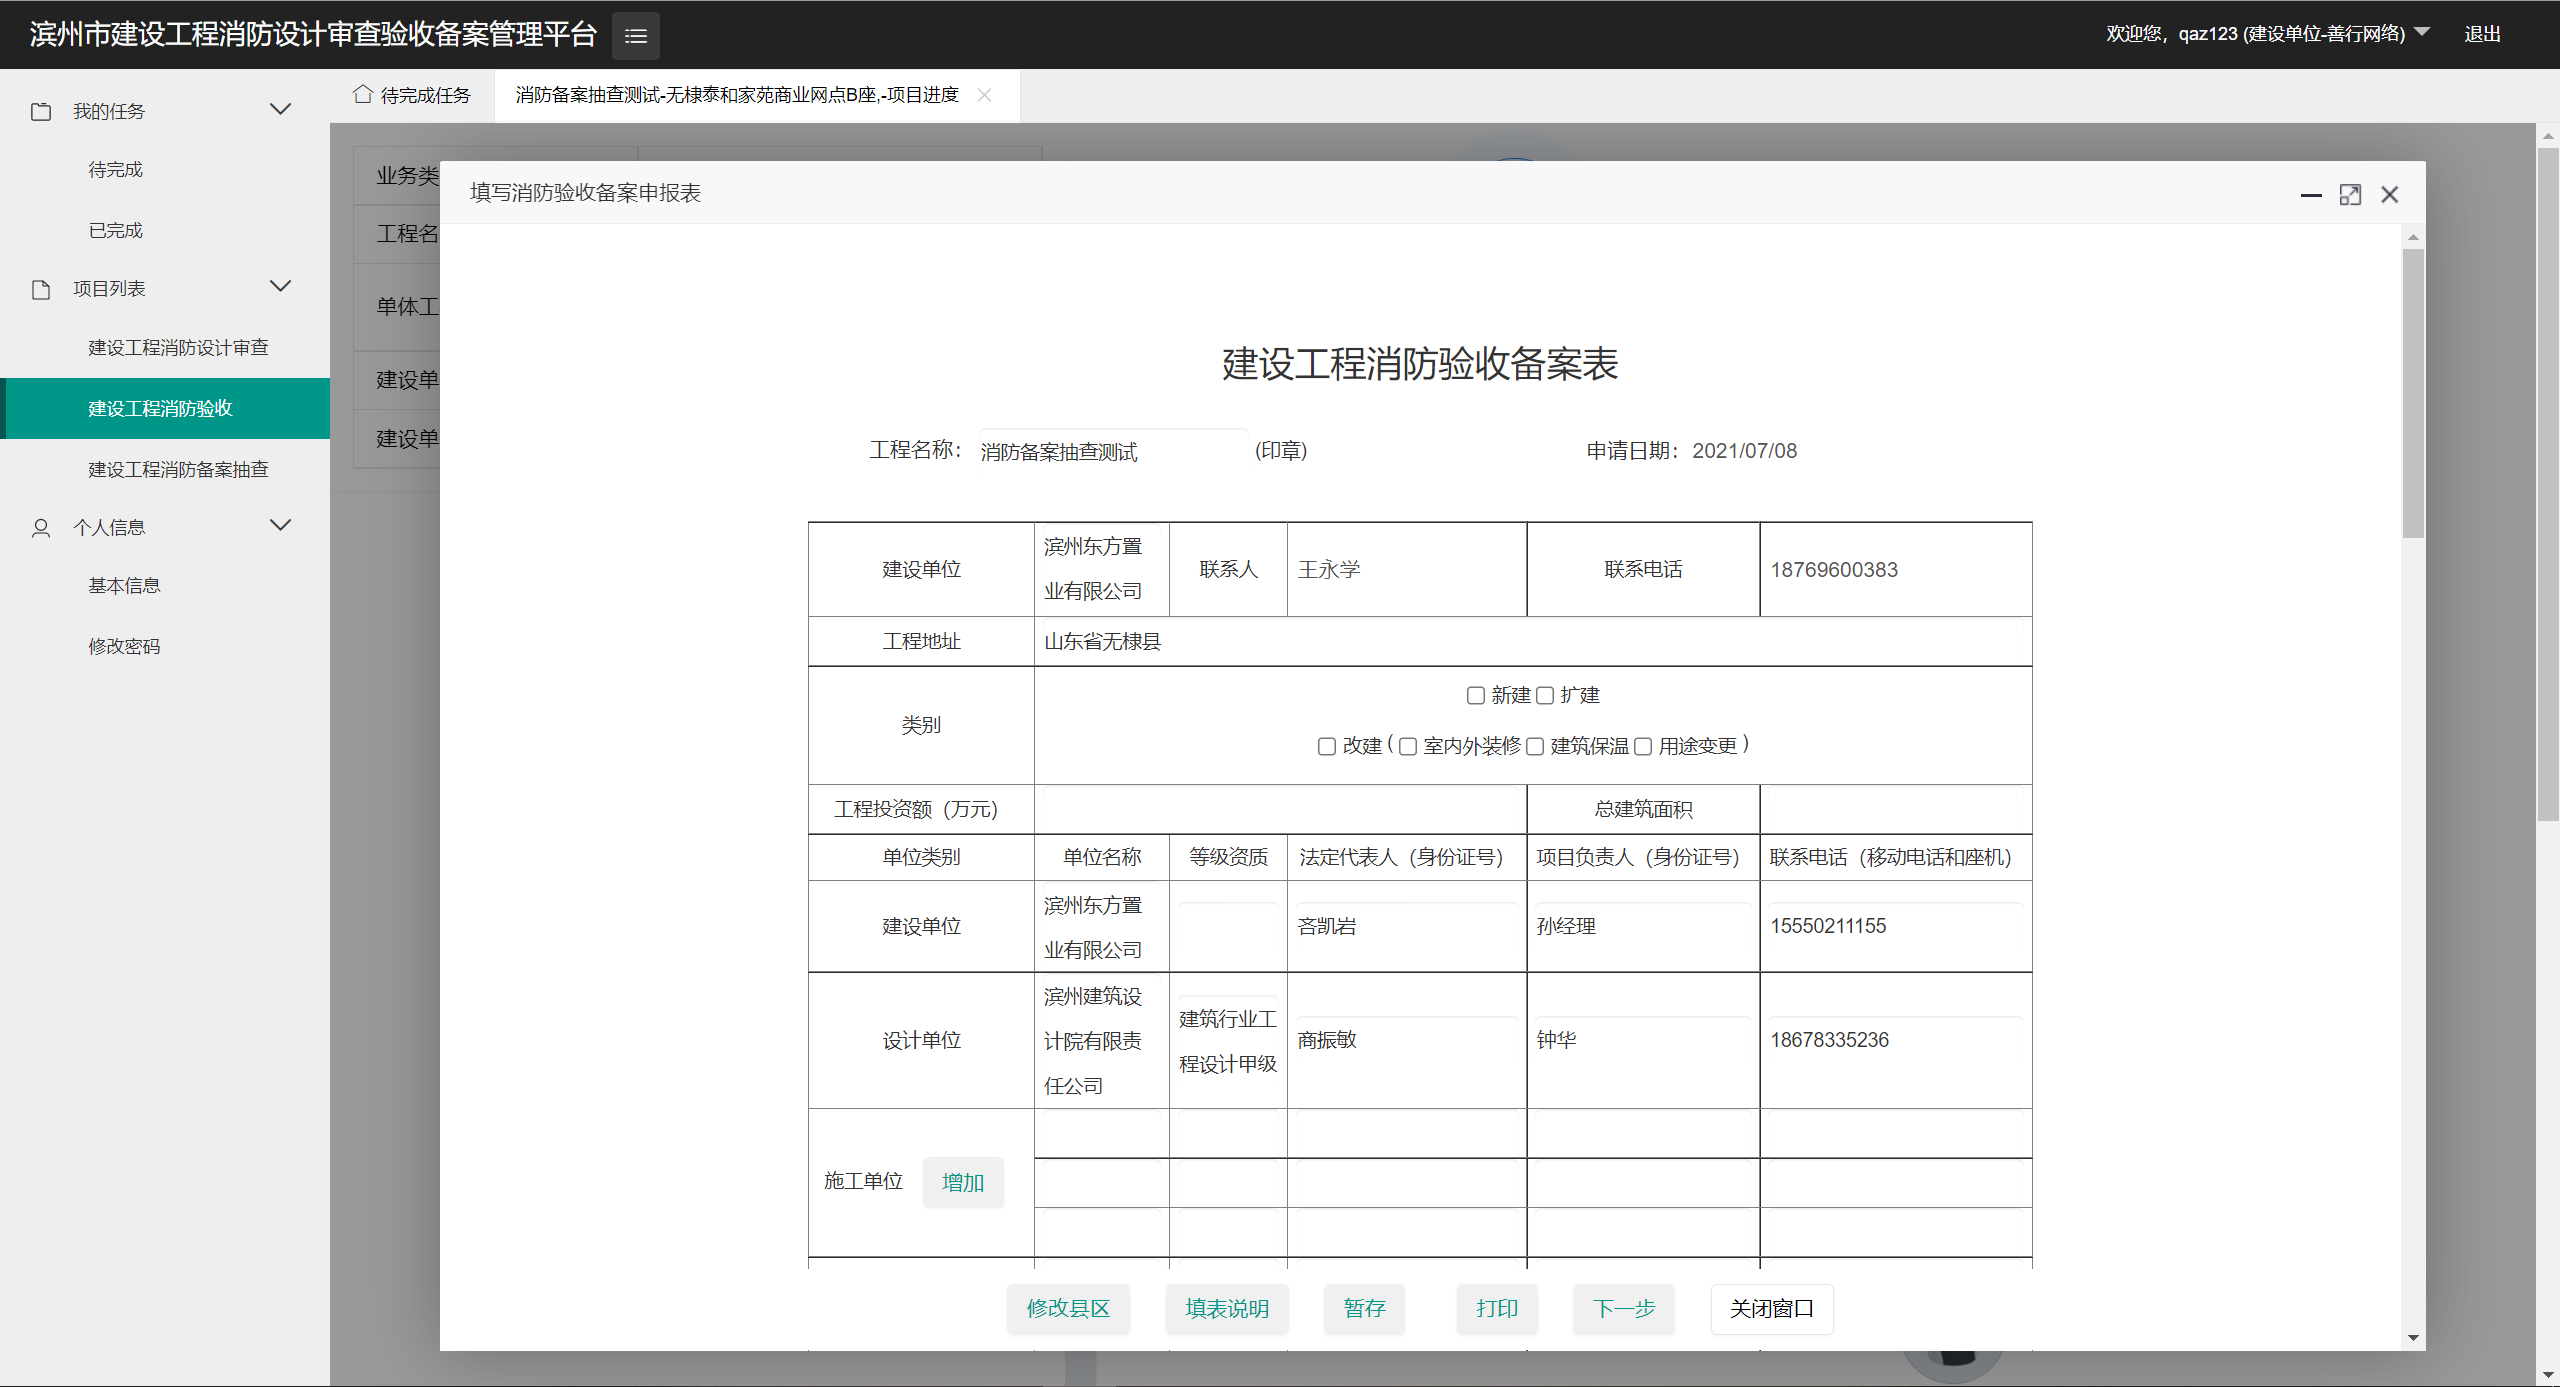 滨州市建设工程消防设计审查验收备案管理平台
欢迎您，qaz123 (建设单位-善行网络)
退出
我的任务
待完成
已完成
项目列表
建设工程消防设计审查
建设工程消防验收
建设工程消防备案抽查
个人信息
基本信息
修改密码
待完成任务
消防备案抽查测试-无棣泰和家苑商业网点B座,-项目进度
业务类
工程名
单体工
建设单
建设单
填写消防验收备案申报表
建设工程消防验收备案表
工程名称： 消防备案抽查测试 (印章) 申请日期： 2021/07/08
建设单位 滨州东方置业有限公司 联系人 王永学 联系电话 18769600383
工程地址 山东省无棣县
类别
新建 扩建
改建 ( 室内外装修 建筑保温 用途变更 )
工程投资额（万元） 总建筑面积
单位类别 单位名称 等级资质 法定代表人（身份证号） 项目负责人（身份证号） 联系电话（移动电话和座机）
建设单位 滨州东方置业有限公司 吝凯岩 孙经理 15550211155
设计单位 滨州建筑设计院有限责任公司 建筑行业工程设计甲级 商振敏 钟华 18678335236
施工单位 增加
修改县区 填表说明 暂存 打印 下一步 关闭窗口